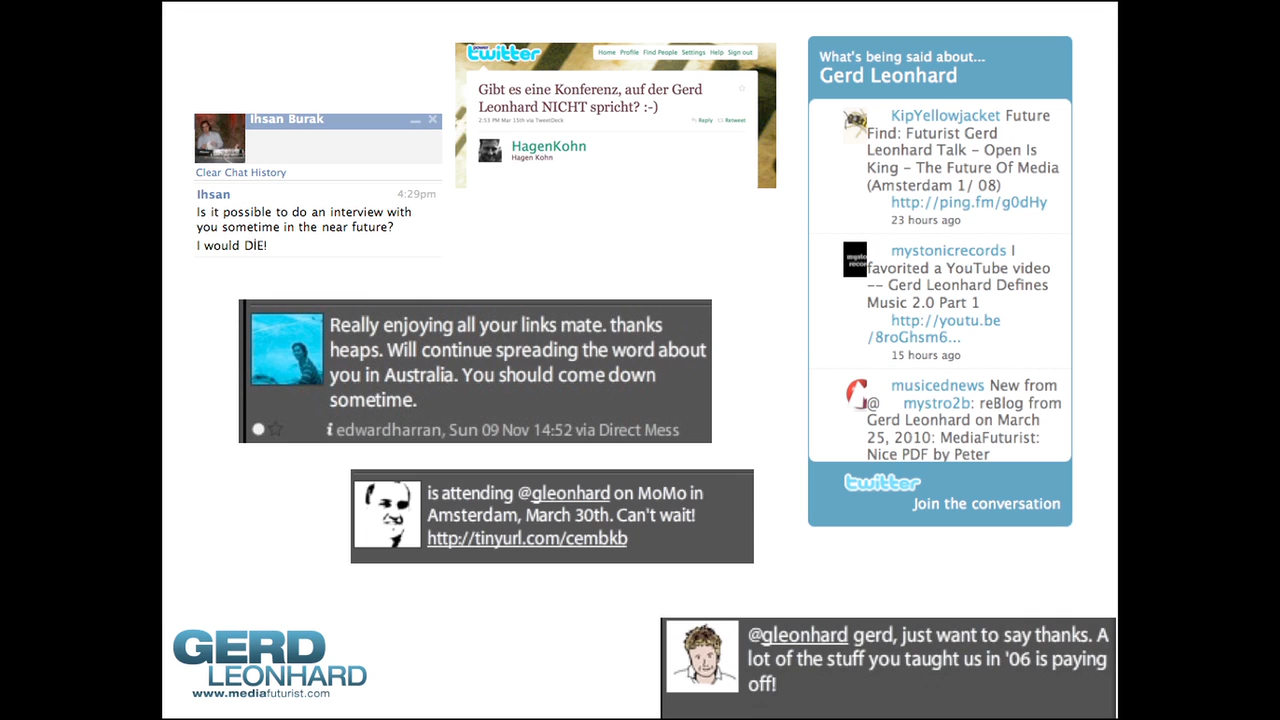 Ihsan Burak
Clear Chat History
Ihsan 4:29pm
Is it possible to do an interview with
you sometime in the near future?
I would DİE!
twitter
Home Profile Find People Settings Help Sign out
Gibt es eine Konferenz, auf der Gerd
Leonhard NICHT spricht? :-)
2:53 PM Mar 15th via TweetDeck
Reply Retweet
HagenKohn
Hagen Kohn
What's being said about...
Gerd Leonhard
KipYellowjacket Future
Find: Futurist Gerd
Leonhard Talk - Open Is
King - The Future Of Media
(Amsterdam 1/ 08)
http://ping.fm/g0dHy
23 hours ago
mystonicrecords I
favorited a YouTube video
-- Gerd Leonhard Defines
Music 2.0 Part 1
http://youtu.be
/8roGhsm6...
15 hours ago
musicednews New from
@ mystro2b: reBlog from
Gerd Leonhard on March
25, 2010: MediaFuturist:
Nice PDF by Peter
twitter
Join the conversation
Really enjoying all your links mate. thanks
heaps. Will continue spreading the word about
you in Australia. You should come down
sometime.
edwardharran, Sun 09 Nov 14:52 via Direct Mess
is attending @gleonhard on MoMo in
Amsterdam, March 30th. Can't wait!
http://tinyurl.com/cembkb
GERD
LEONHARD
www.mediafuturist.com
@gleonhard gerd, just want to say thanks. A
lot of the stuff you taught us in '06 is paying
off!